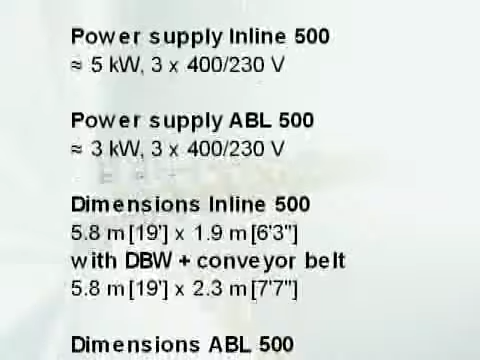 Power supply Inline 500
≈ 5 kW, 3 x 400/230 V
Power supply ABL 500
≈ 3 kW, 3 x 400/230 V
Dimensions Inline 500
5.8 m [19'] x 1.9 m [6'3"]
with DBW + conveyor belt
5.8 m [19'] x 2.3 m [7'7"]
Dimensions ABL 500